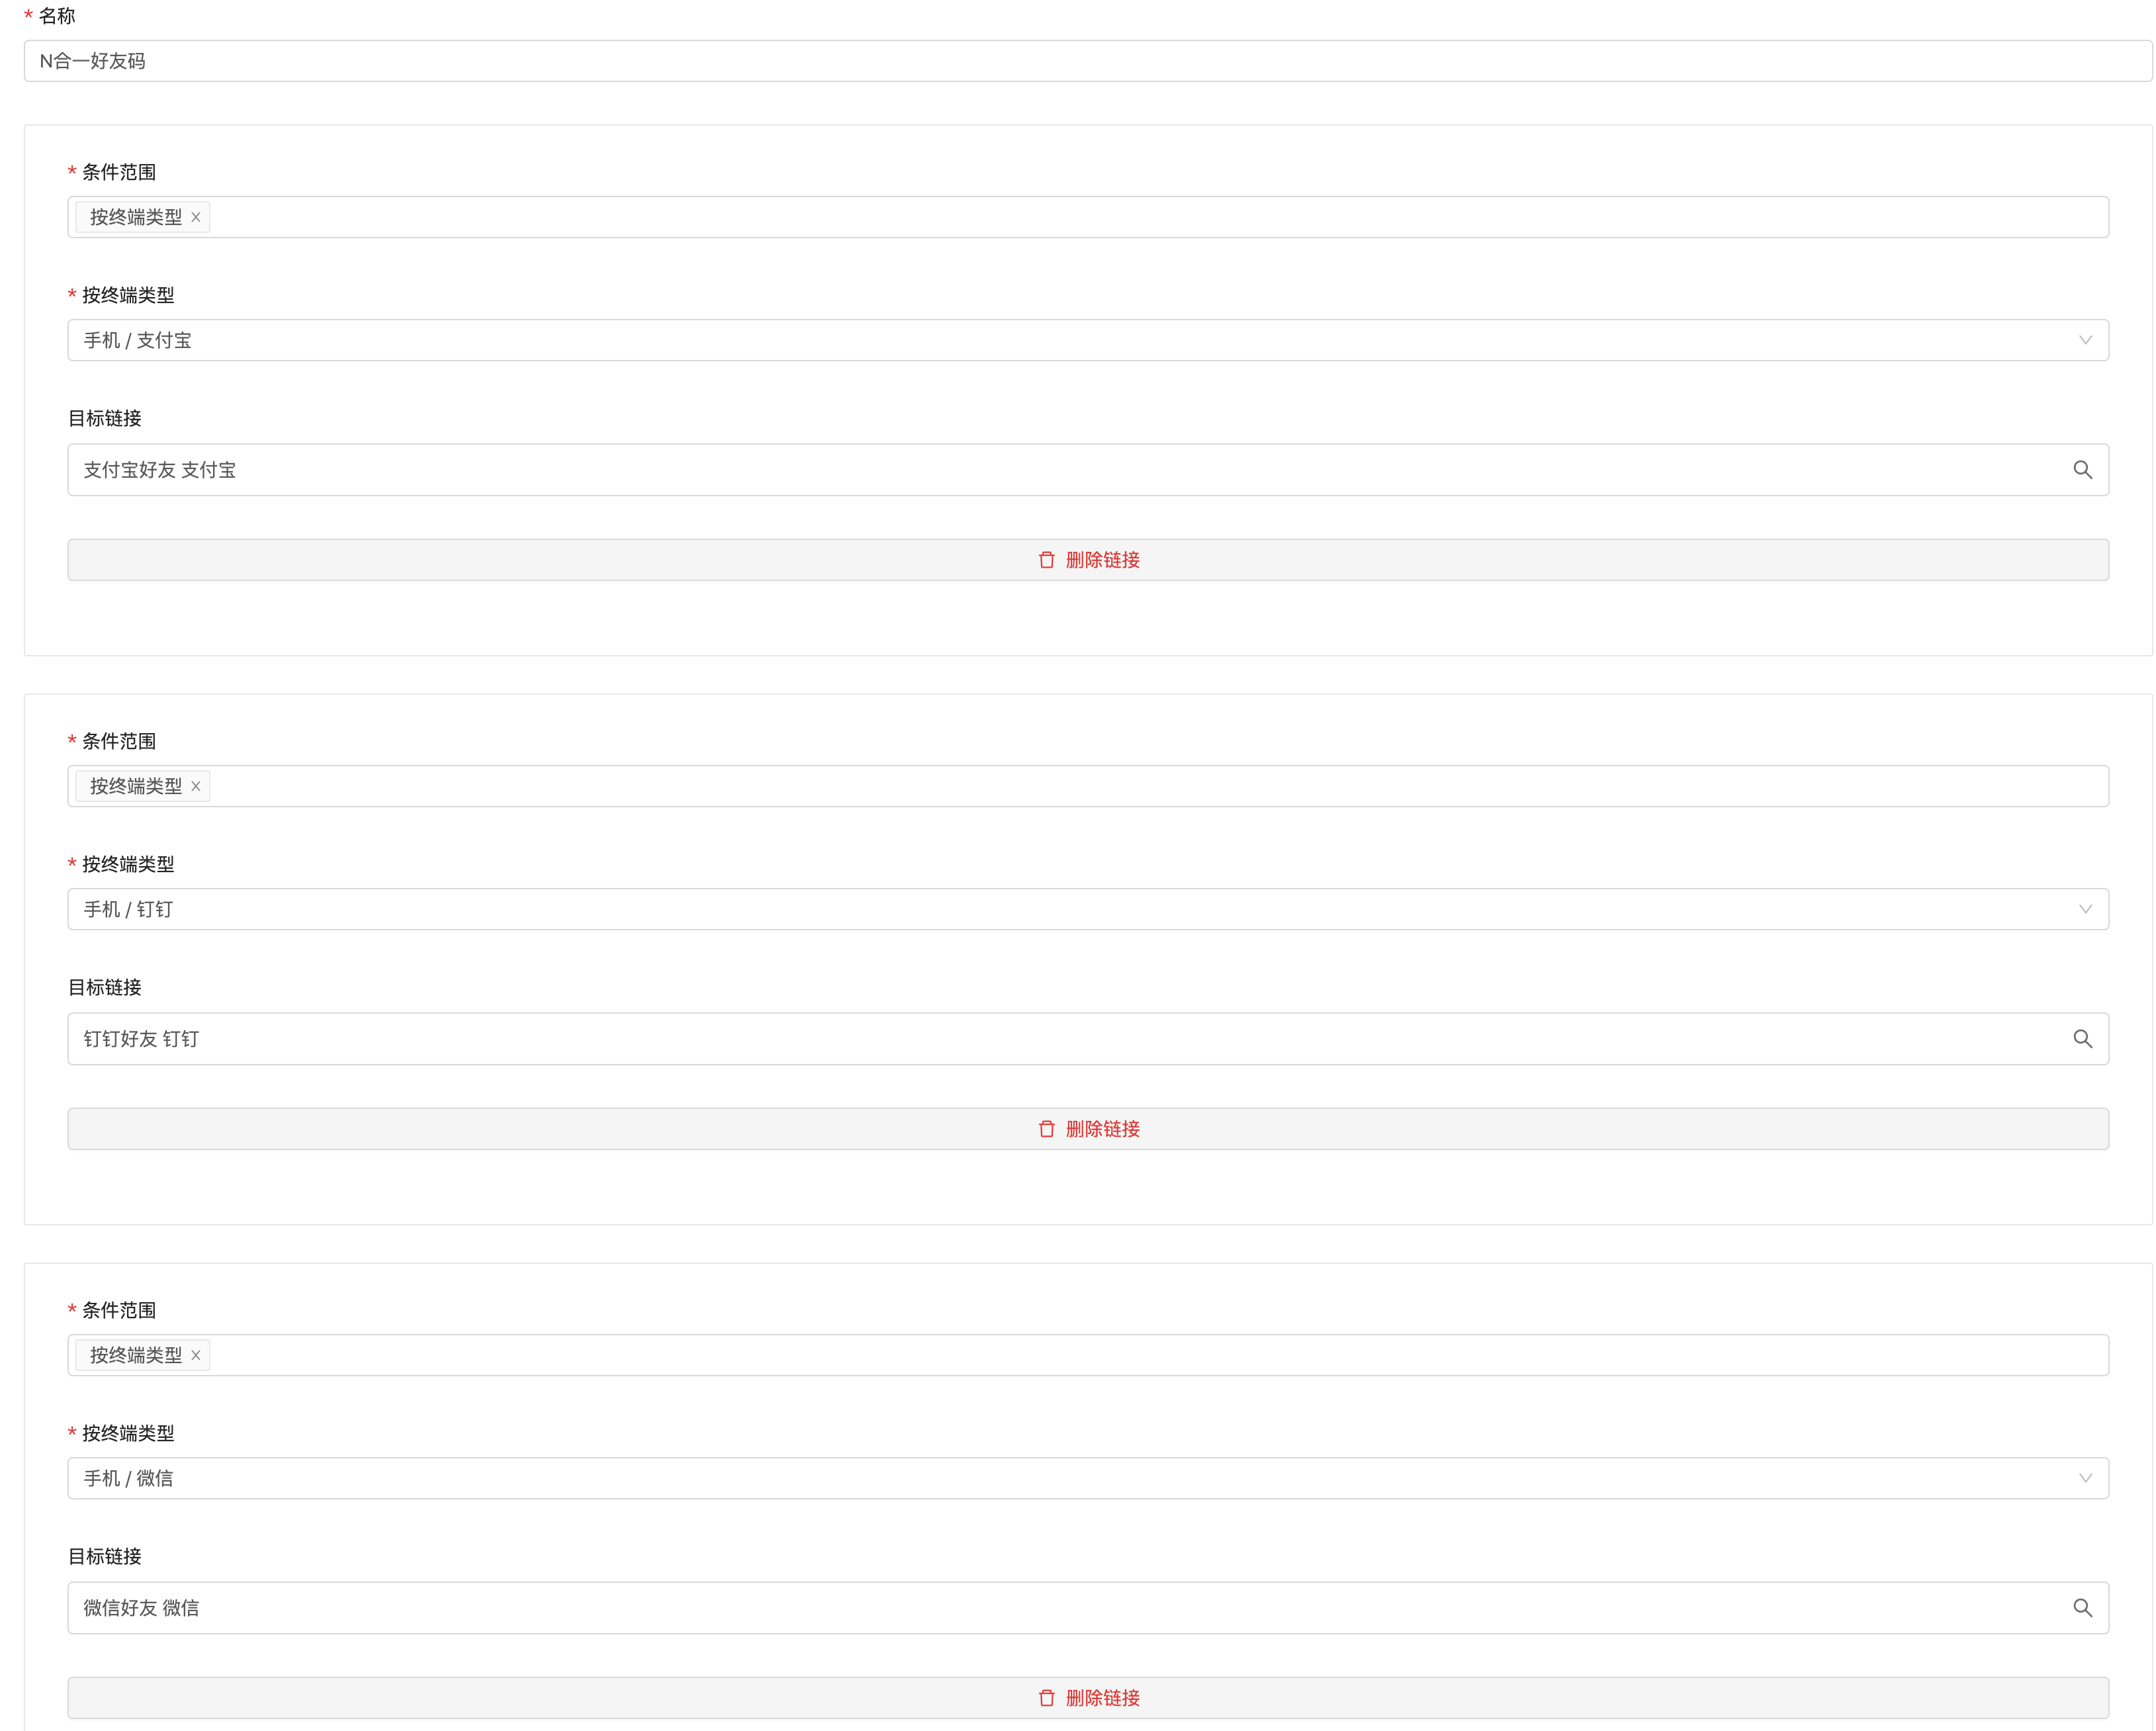 * 名称
N合一好友码
* 条件范围
按终端类型 ×
* 按终端类型
手机 / 支付宝
目标链接
支付宝好友 支付宝
删除链接
* 条件范围
按终端类型 ×
* 按终端类型
手机 / 钉钉
目标链接
钉钉好友 钉钉
删除链接
* 条件范围
按终端类型 ×
* 按终端类型
手机 / 微信
目标链接
微信好友 微信
删除链接